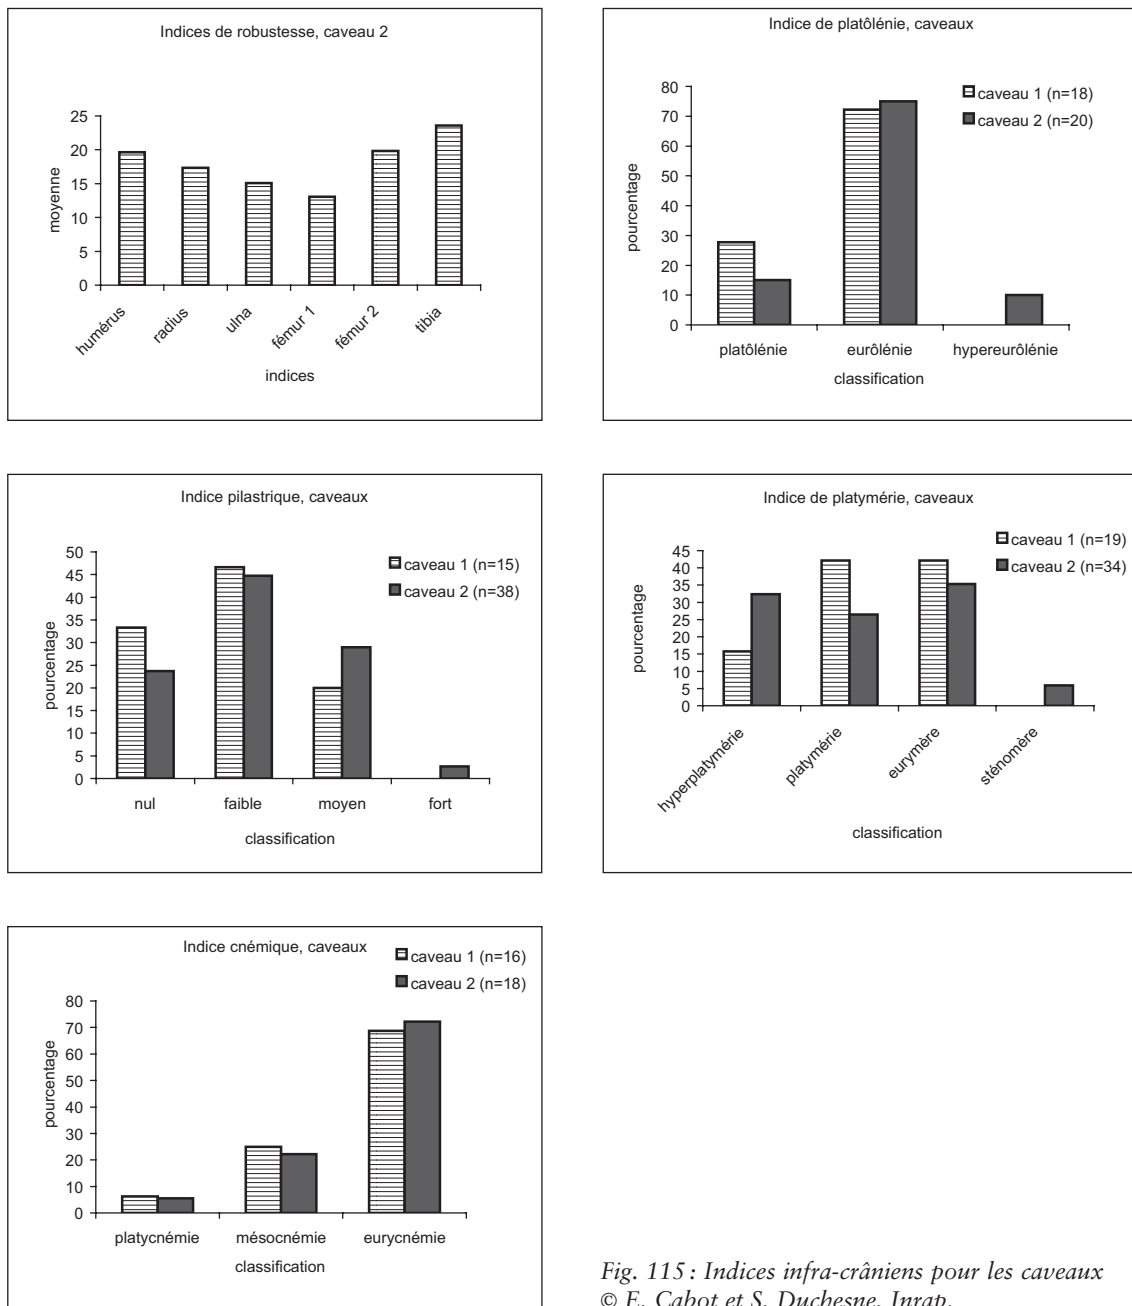 Indices de robustesse, caveau 2
moyenne
25
20
15
10
5
0
humérus
radius
ulna
fémur 1
fémur 2
tibia
indices
Indice de platôlénie, caveaux
caveau 1 (n=18)
caveau 2 (n=20)
pourcentage
80
70
60
50
40
30
20
10
0
platôlénie
eurôlénie
hypereurôlénie
classification
Indice pilastrique, caveaux
caveau 1 (n=15)
caveau 2 (n=38)
pourcentage
50
45
40
35
30
25
20
15
10
5
0
nul
faible
moyen
fort
classification
Indice de platymérie, caveaux
caveau 1 (n=19)
caveau 2 (n=34)
pourcentage
45
40
35
30
25
20
15
10
5
0
hyperplatymérie
platymérie
eurymère
sténomère
classification
Indice cnémique, caveaux
caveau 1 (n=16)
caveau 2 (n=18)
pourcentage
80
70
60
50
40
30
20
10
0
platycnémie
mésocnémie
eurycnémie
classification
Fig. 115 : Indices infra-crâniens pour les caveaux
© E. Cabot et S. Duchesne, Inrap.